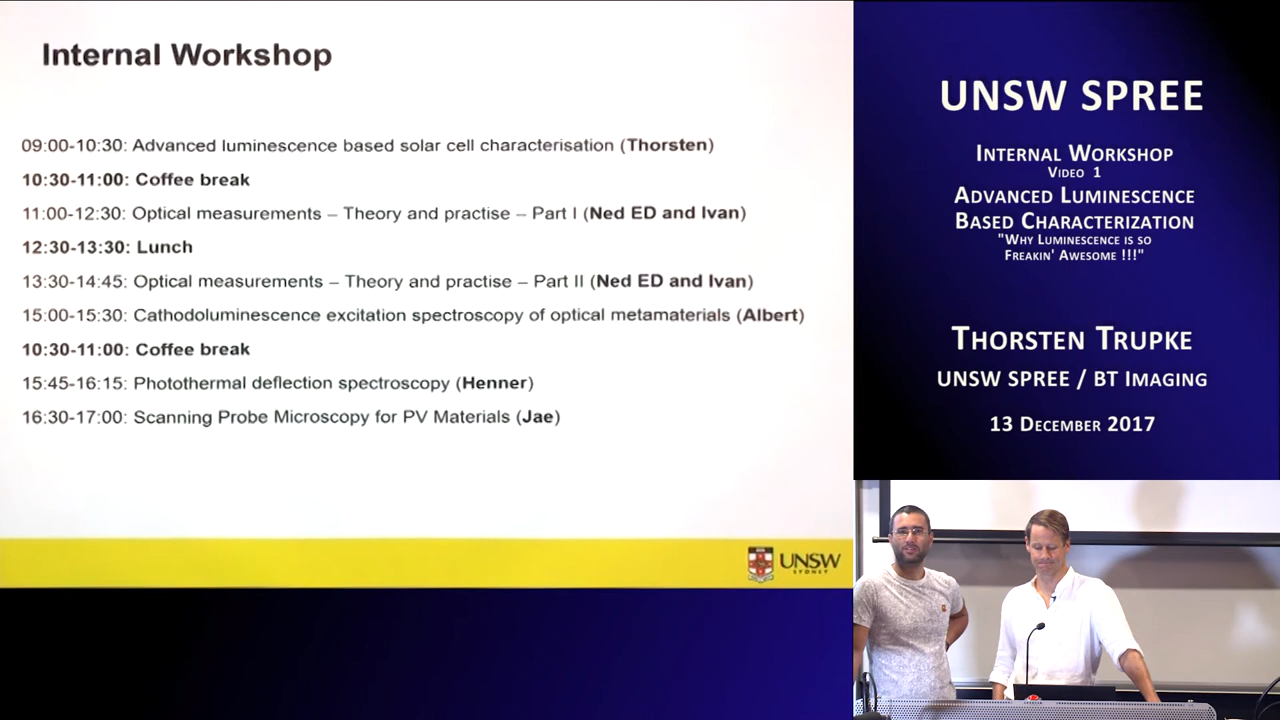 Internal Workshop
09:00-10:30: Advanced luminescence based solar cell characterisation (Thorsten)
10:30-11:00: Coffee break
11:00-12:30: Optical measurements – Theory and practise – Part I (Ned ED and Ivan)
12:30-13:30: Lunch
13:30-14:45: Optical measurements – Theory and practise – Part II (Ned ED and Ivan)
15:00-15:30: Cathodoluminescence excitation spectroscopy of optical metamaterials (Albert)
10:30-11:00: Coffee break
15:45-16:15: Photothermal deflection spectroscopy (Henner)
16:30-17:00: Scanning Probe Microscopy for PV Materials (Jae)
UNSW
SYDNEY
UNSW SPREE
Internal Workshop
Video 1
Advanced Luminescence
Based Characterization
"Why Luminescence is so
Freakin' Awesome !!!"
Thorsten Trupke
UNSW SPREE / BT Imaging
13 December 2017